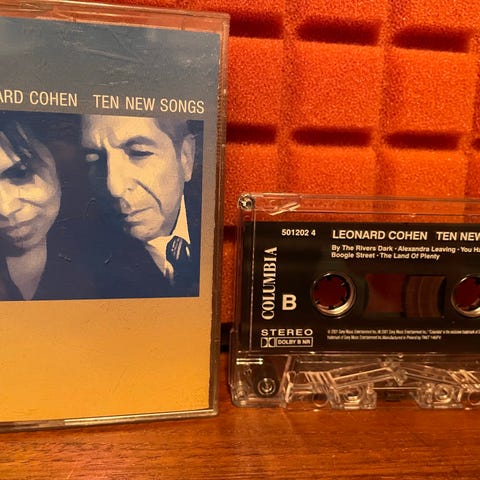 ARD COHEN TEN NEW SONGS
501202 4
LEONARD COHEN TEN NEW
By The Rivers Dark · Alexandra Leaving · You Ha
Boogie Street · The Land Of Plenty
COLUMBIA
B
STEREO
DOLBY B NR